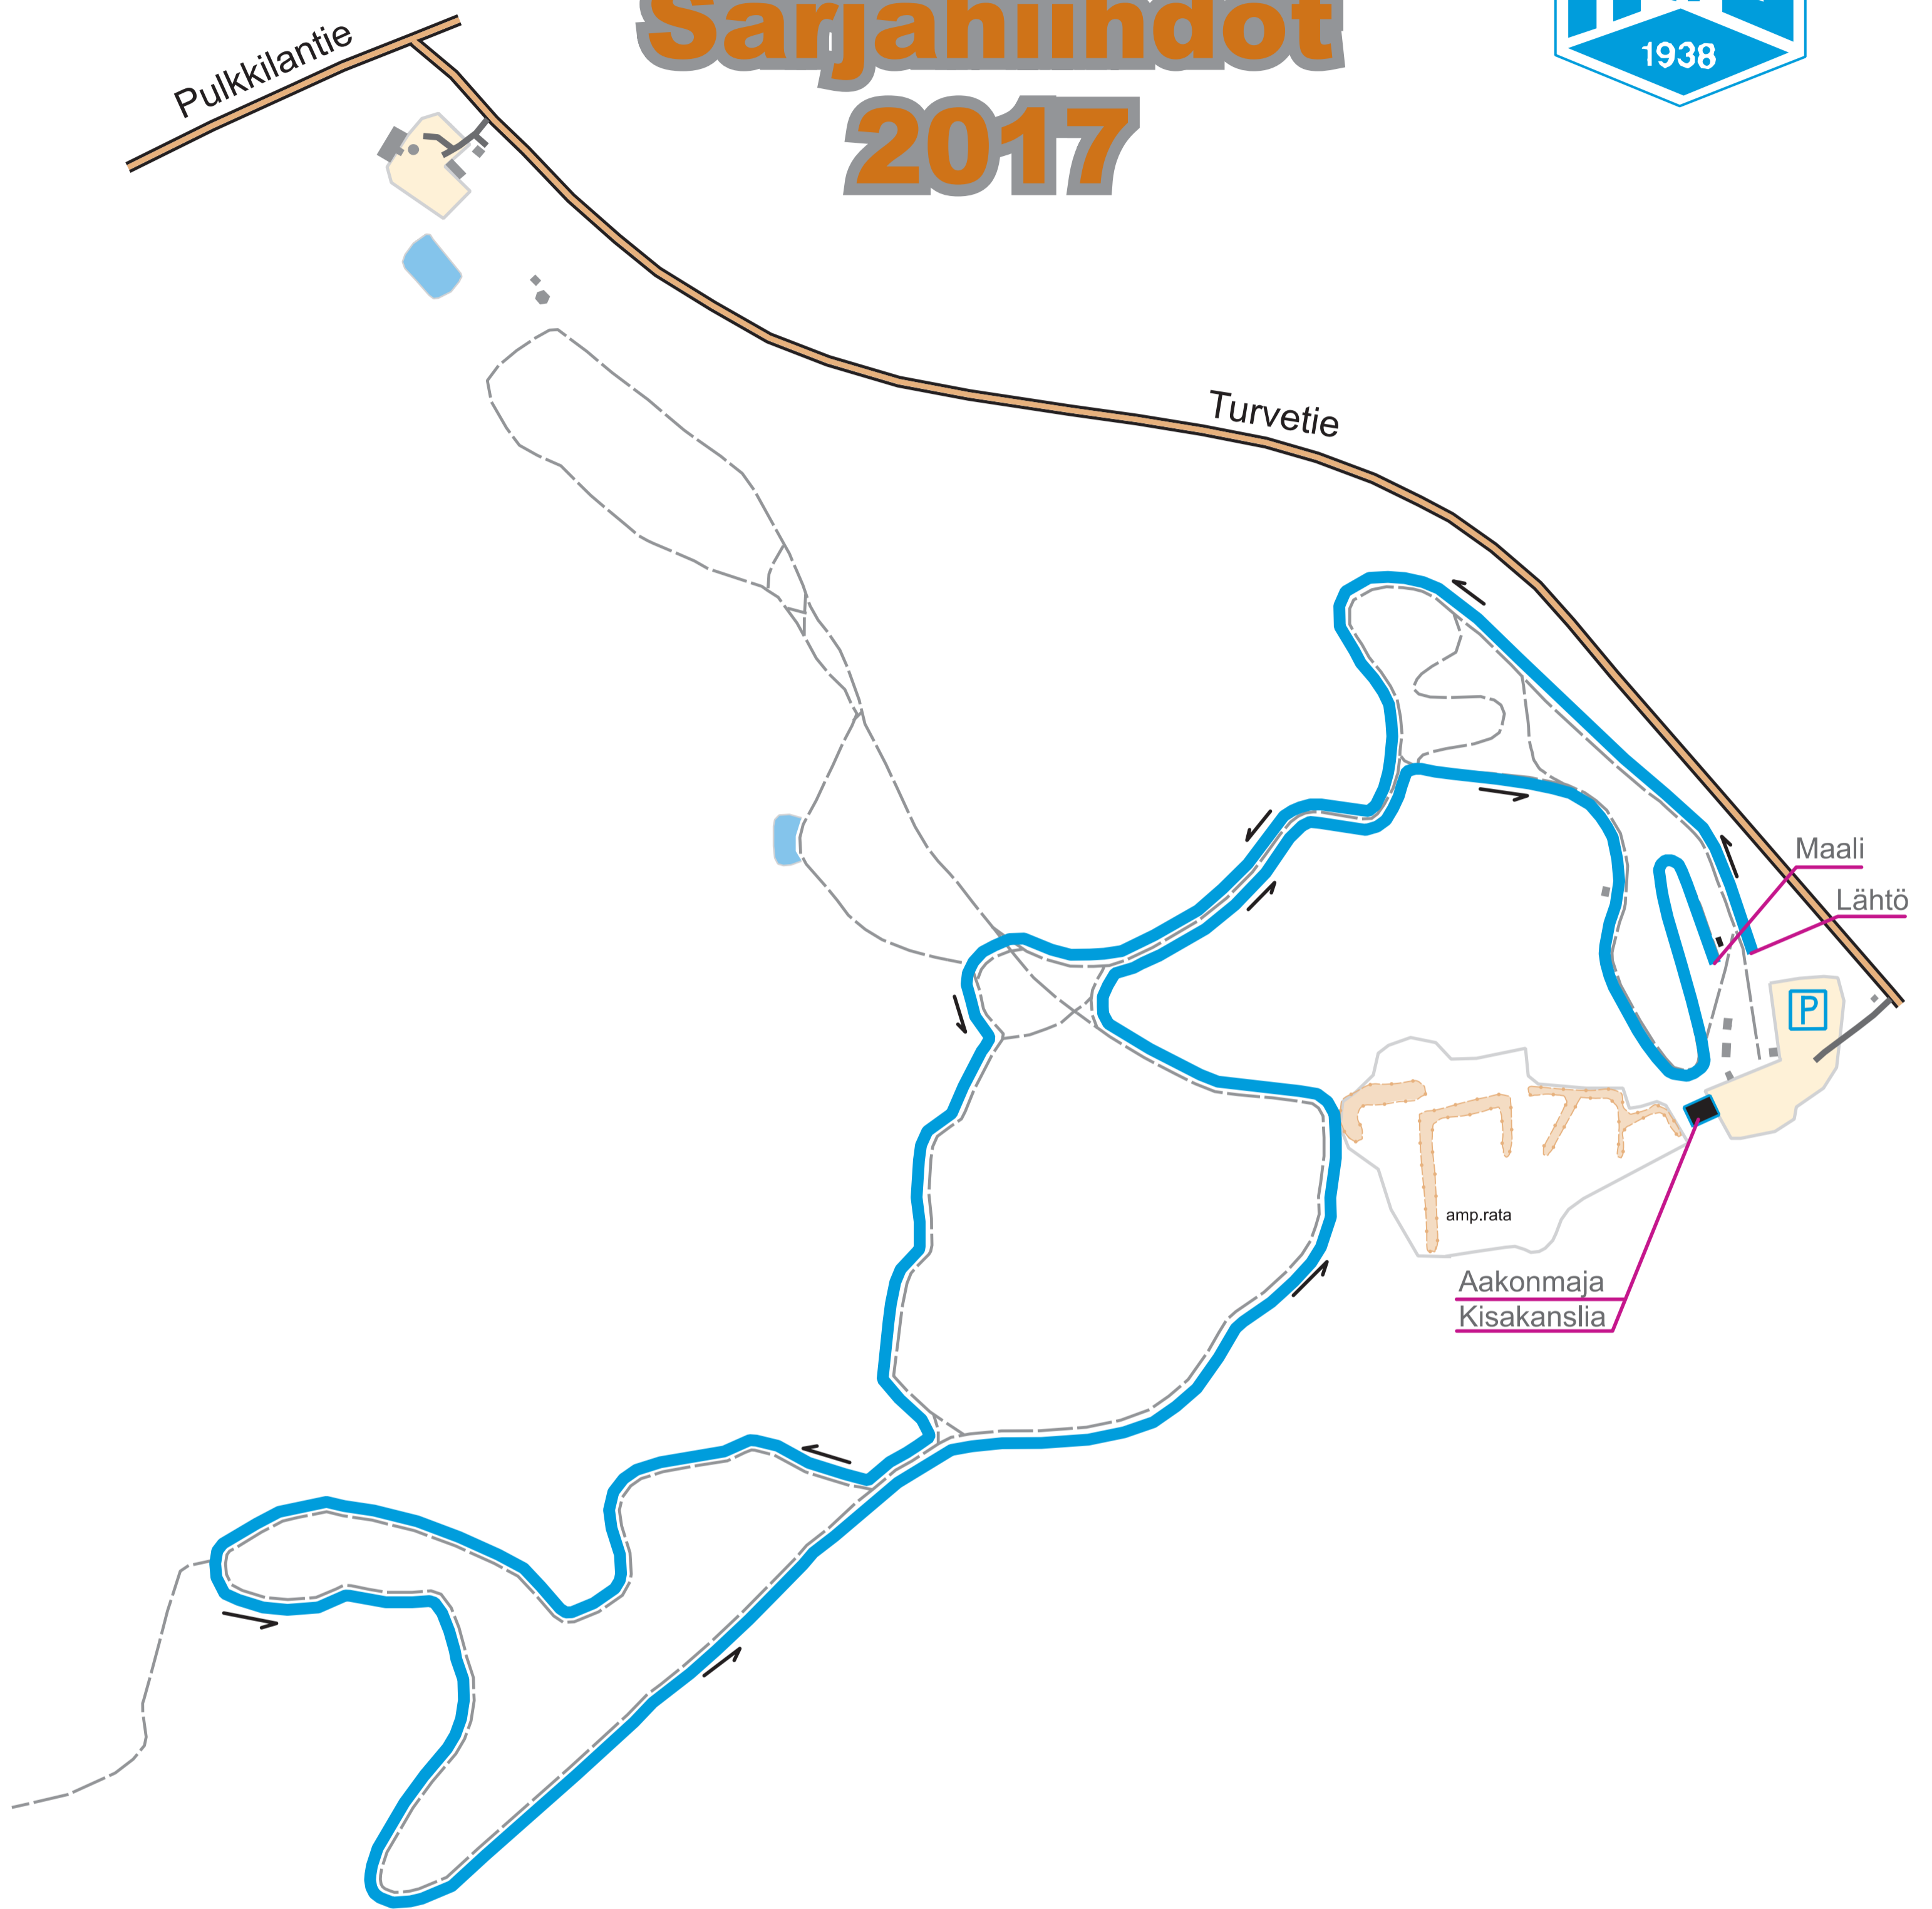 Sarjahiihdot
2017
1938
Pulkkilantie
Turvetie
Maali
Lähtö
P
amp.rata
Aakonmaja
Kisakanslia